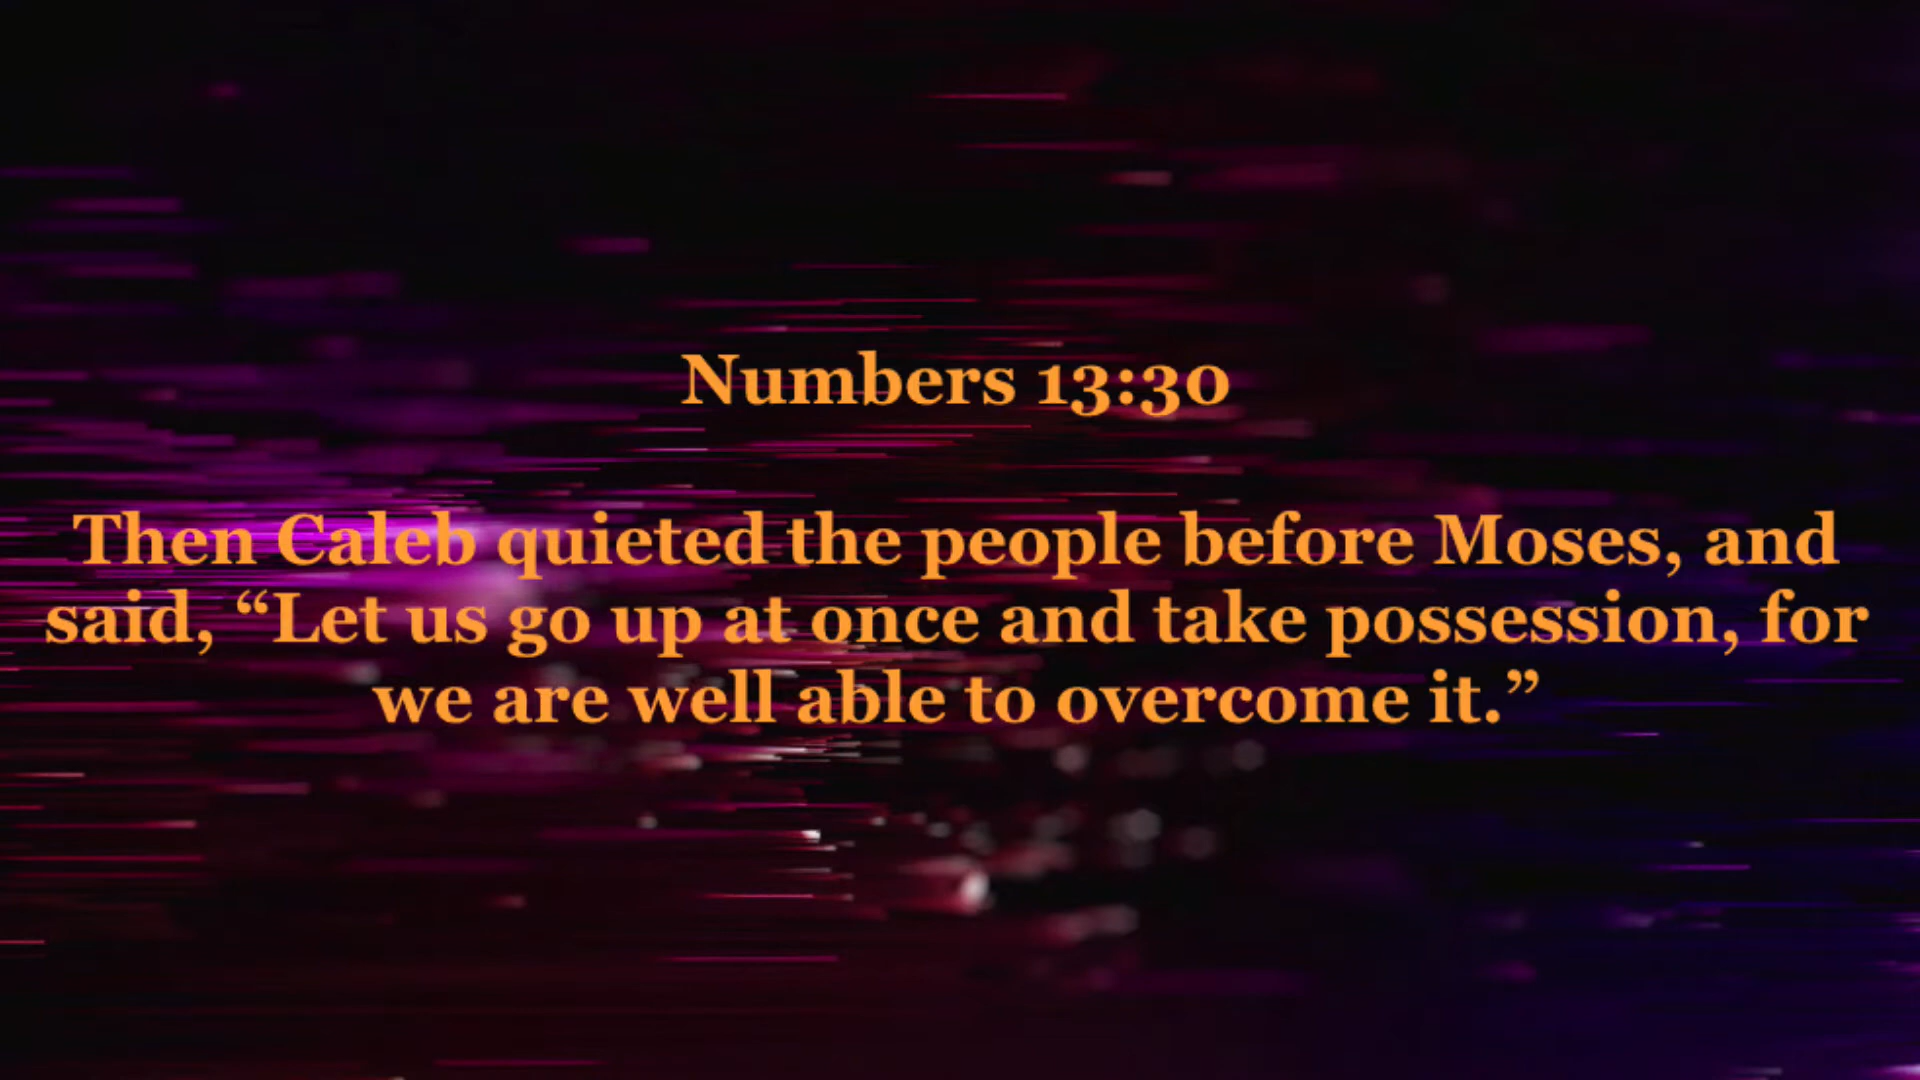 Numbers 13:30
Then Caleb quieted the people before Moses, and
said, “Let us go up at once and take possession, for
we are well able to overcome it.”